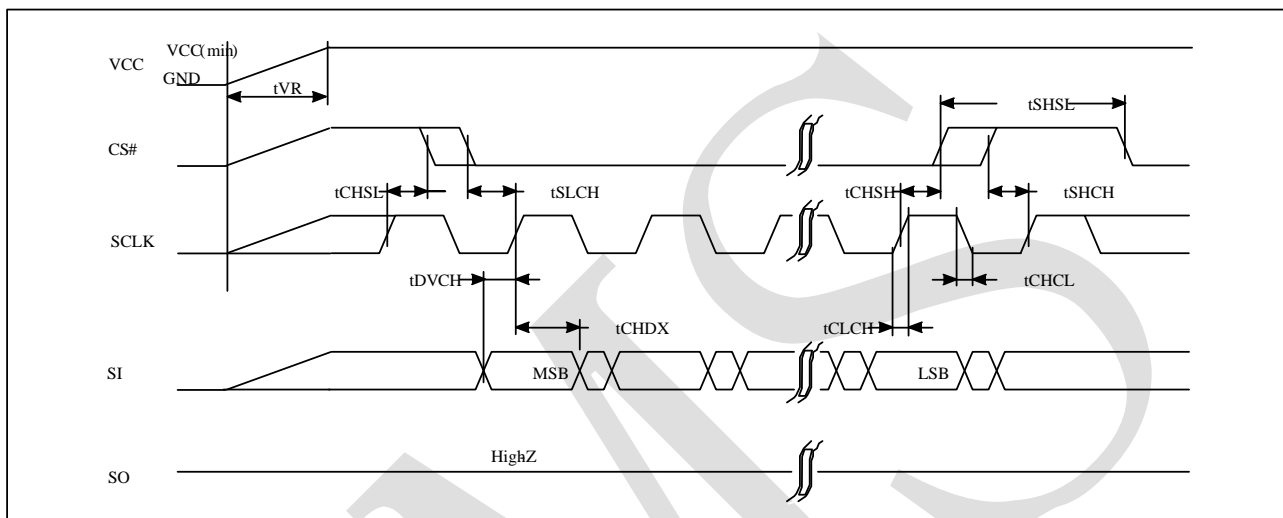 VCC(min)
VCC
GND
tVR
tSHSL
CS#
tCHSL
tSLCH
tCHSH
tSHCH
SCLK
tDVCH
tCHCL
tCHDX
tCLCH
SI
MSB
LSB
HighZ
SO
MS